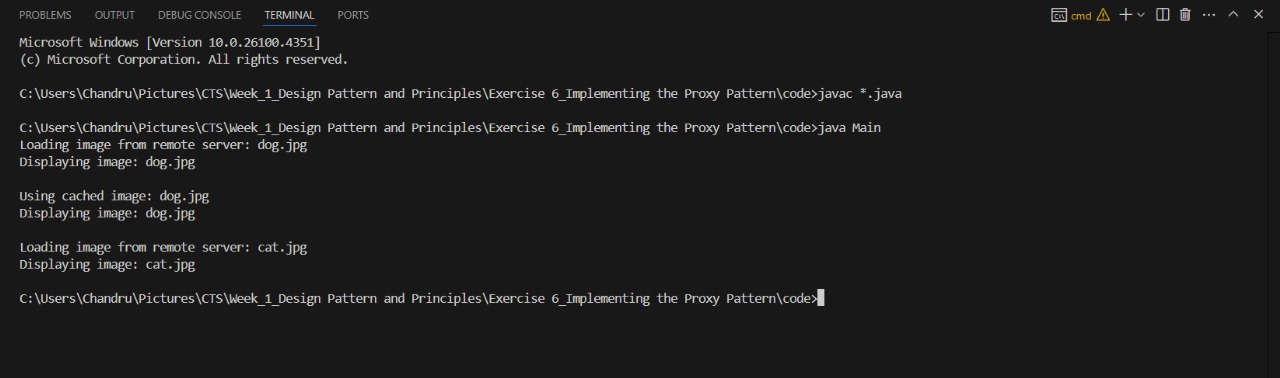 PROBLEMS OUTPUT DEBUG CONSOLE TERMINAL PORTS cmd
Microsoft Windows [Version 10.0.26100.4351]
(c) Microsoft Corporation. All rights reserved.
C:\Users\Chandru\Pictures\CTS\Week_1_Design Pattern and Principles\Exercise 6_Implementing the Proxy Pattern\code>javac *.java
C:\Users\Chandru\Pictures\CTS\Week_1_Design Pattern and Principles\Exercise 6_Implementing the Proxy Pattern\code>java Main
Loading image from remote server: dog.jpg
Displaying image: dog.jpg
Using cached image: dog.jpg
Displaying image: dog.jpg
Loading image from remote server: cat.jpg
Displaying image: cat.jpg
C:\Users\Chandru\Pictures\CTS\Week_1_Design Pattern and Principles\Exercise 6_Implementing the Proxy Pattern\code>